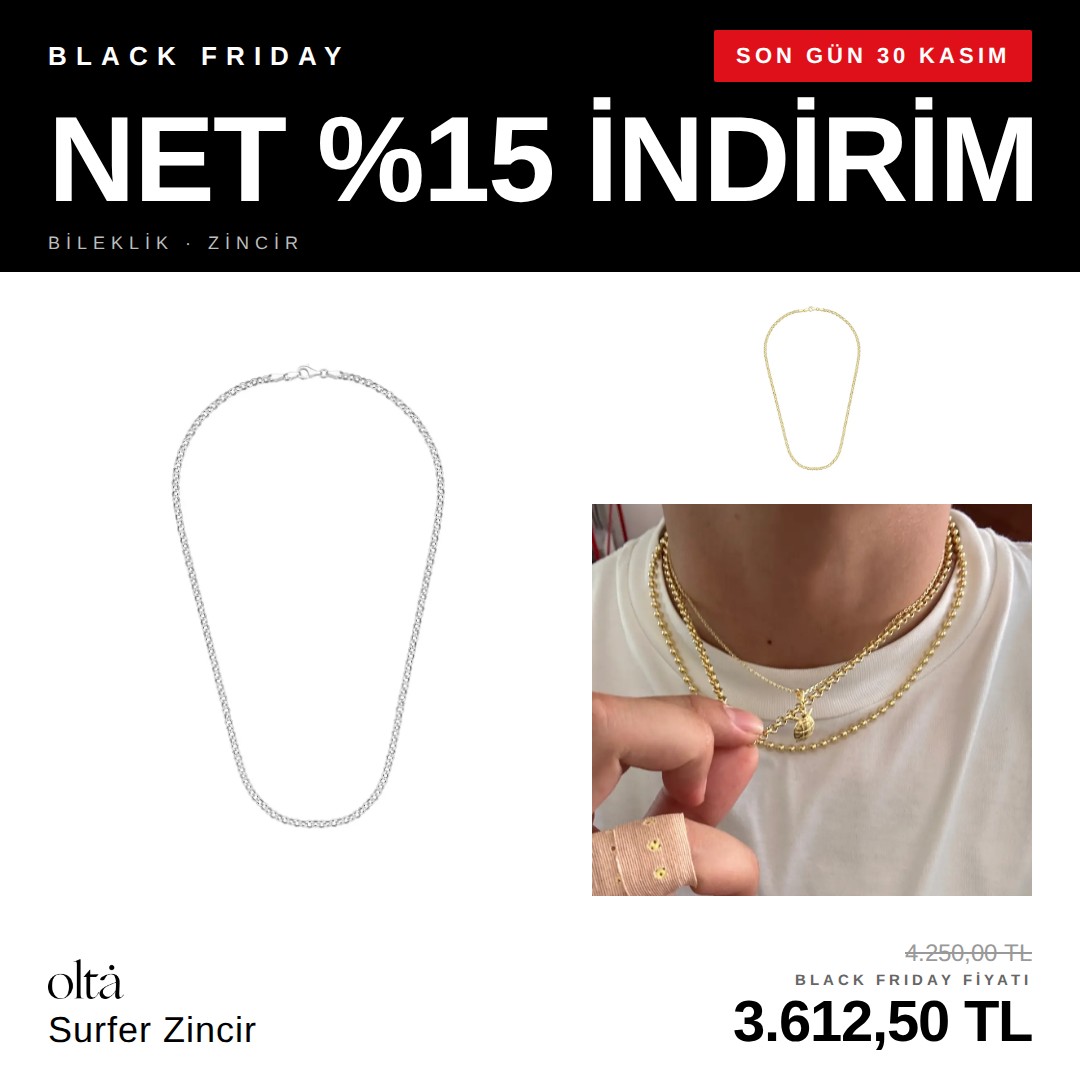 BLACK FRIDAY
SON GÜN 30 KASIM
NET %15 İNDİRİM
BİLEKLİK · ZİNCİR
olta
Surfer Zincir
4.250,00 TL
BLACK FRIDAY FİYATI
3.612,50 TL